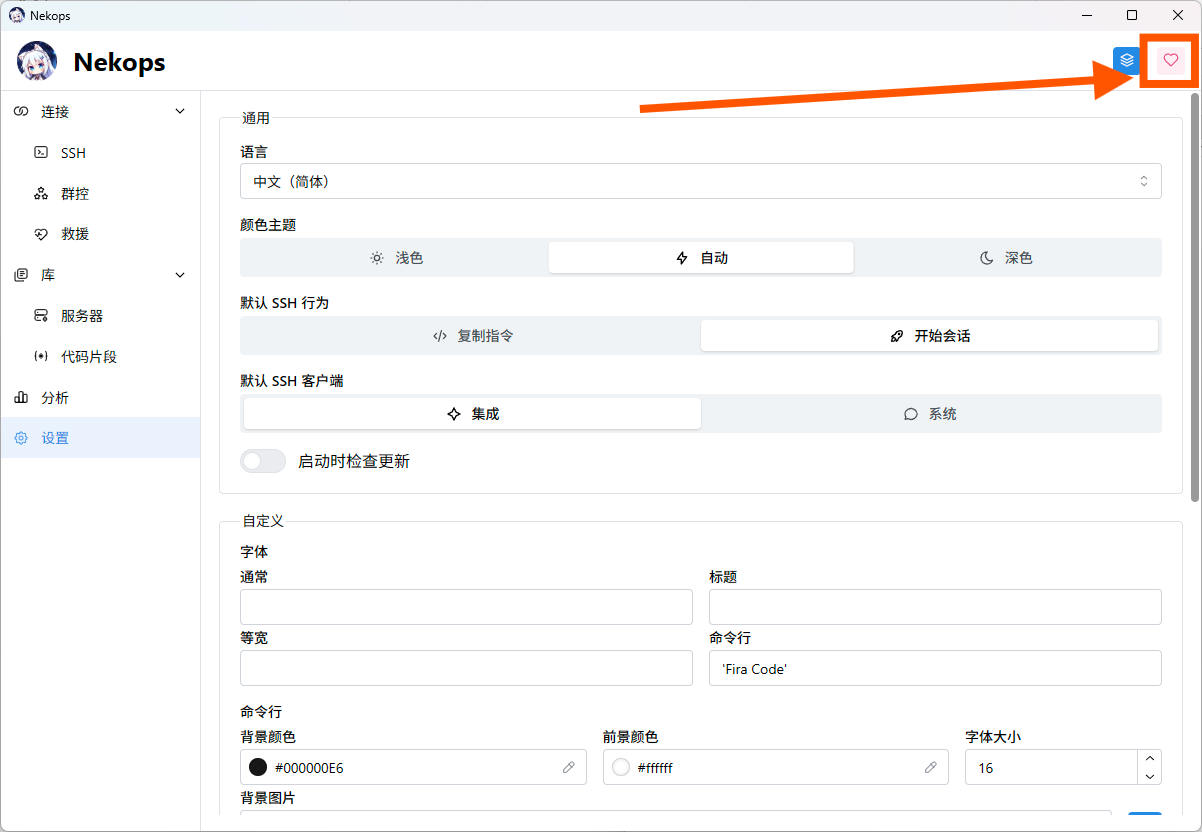 Nekops
Nekops
连接
SSH
群控
救援
库
服务器
代码片段
分析
设置
通用
语言
中文（简体）
颜色主题
浅色 自动 深色
默认 SSH 行为
复制指令 开始会话
默认 SSH 客户端
集成 系统
启动时检查更新
自定义
字体
通常 标题
等宽 命令行
'Fira Code'
命令行
背景颜色 前景颜色 字体大小
#000000E6 #ffffff 16
背景图片